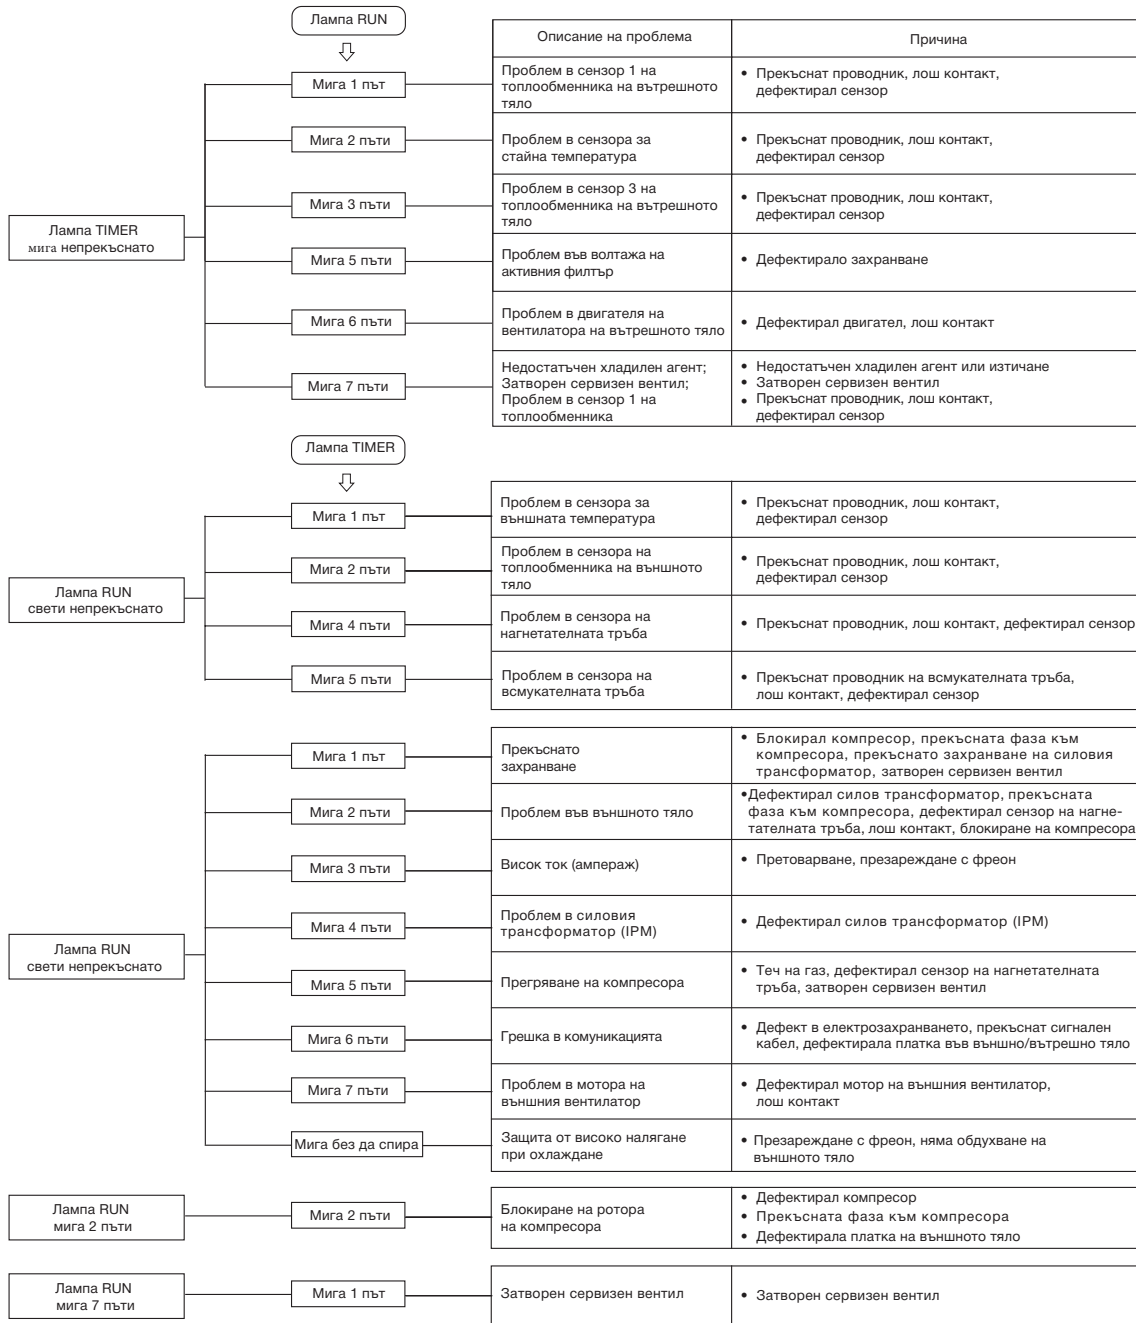 Лампа RUN
Описание на проблема
Причина
Лампа TIMER
мига непрекъснато
Мига 1 път
Проблем в сензор 1 на
топлообменника на вътрешното
тяло
• Прекъснат проводник, лош контакт,
дефектирал сензор
Мига 2 пъти
Проблем в сензора за
стайна температура
• Прекъснат проводник, лош контакт,
дефектирал сензор
Мига 3 пъти
Проблем в сензор 3 на
топлообменника на вътрешното
тяло
• Прекъснат проводник, лош контакт,
дефектирал сензор
Мига 5 пъти
Проблем във волтажа на
активния филтър
• Дефектирало захранване
Мига 6 пъти
Проблем в двигателя на
вентилатора на вътрешното тяло
• Дефектирал двигател, лош контакт
Мига 7 пъти
Недостатъчен хладилен агент;
Затворен сервизен вентил;
Проблем в сензор 1 на
топлообменника
• Недостатъчен хладилен агент или изтичане
• Затворен сервизен вентил
• Прекъснат проводник, лош контакт,
дефектирал сензор
Лампа TIMER
Лампа RUN
свети непрекъснато
Мига 1 път
Проблем в сензора за
външната температура
• Прекъснат проводник, лош контакт,
дефектирал сензор
Мига 2 пъти
Проблем в сензора на
топлообменника на външното
тяло
• Прекъснат проводник, лош контакт,
дефектирал сензор
Мига 4 пъти
Проблем в сензора на
нагнетателната тръба
• Прекъснат проводник, лош контакт, дефектирал сензор
Мига 5 пъти
Проблем в сензора на
всмукателната тръба
• Прекъснат проводник на всмукателната тръба,
лош контакт, дефектирал сензор
Лампа RUN
свети непрекъснато
Мига 1 път
Прекъснато
захранване
• Блокирал компресор, прекъсната фаза към
компресора, прекъснато захранване на силовия
трансформатор, затворен сервизен вентил
Мига 2 пъти
Проблем във външното тяло
•Дефектирал силов трансформатор, прекъсната
фаза към компресора, дефектирал сензор на нагне-
тателната тръба, лош контакт, блокиране на компресора
Мига 3 пъти
Висок ток (ампераж)
• Претоварване, презареждане с фреон
Мига 4 пъти
Проблем в силовия
трансформатор (IPM)
• Дефектирал силов трансформатор (IPM)
Мига 5 пъти
Прегряване на компресора
• Теч на газ, дефектирал сензор на нагнетателната
тръба, затворен сервизен вентил
Мига 6 пъти
Грешка в комуникацията
• Дефект в електрозахранването, прекъснат сигнален
кабел, дефектирала платка във външно/вътрешно тяло
Мига 7 пъти
Проблем в мотора на
външния вентилатор
• Дефектирал мотор на външния вентилатор,
лош контакт
Мига без да спира
Защита от високо налягане
при охлаждане
• Презареждане с фреон, няма обдухване на
външното тяло
Лампа RUN
мига 2 пъти
Мига 2 пъти
Блокиране на ротора
на компресора
• Дефектирал компресор
• Прекъсната фаза към компресора
• Дефектирала платка на външното тяло
Лампа RUN
мига 7 пъти
Мига 1 път
Затворен сервизен вентил
• Затворен сервизен вентил